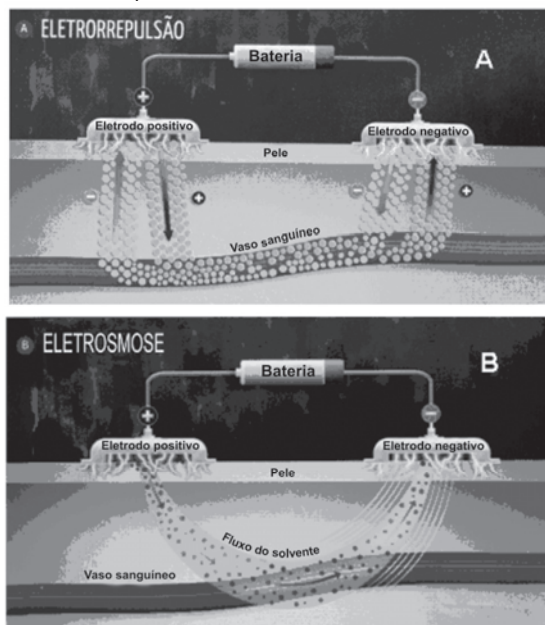 A ELETRORREPULSÃO
Bateria
A
+
−
Eletrodo positivo
Eletrodo negativo
Pele
−
+
−
+
Vaso sanguíneo
B ELETROSMOSE
Bateria
B
+
−
Eletrodo positivo
Eletrodo negativo
Pele
Fluxo do solvente
Vaso sanguíneo